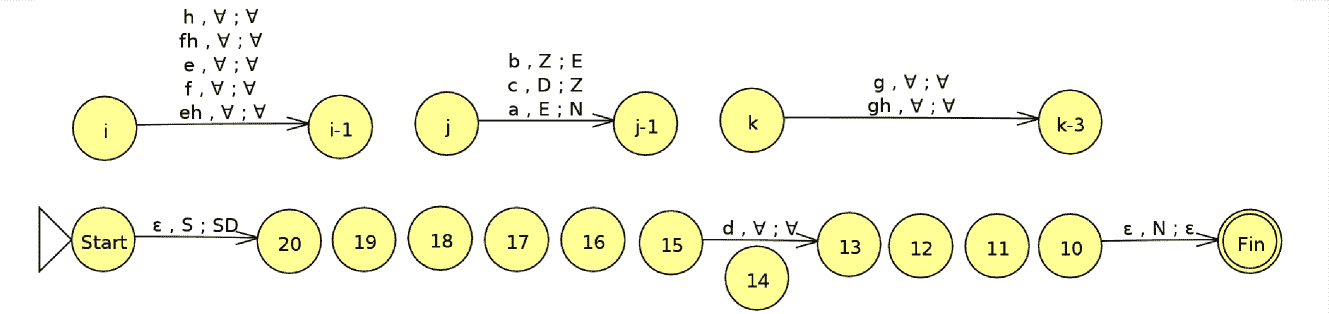 h , ∀ ; ∀
fh , ∀ ; ∀
e , ∀ ; ∀
f , ∀ ; ∀
eh , ∀ ; ∀
i
i-1
b , Z ; E
c , D ; Z
a , E ; N
j
j-1
g , ∀ ; ∀
gh , ∀ ; ∀
k
k-3
Start
ε , S ; SD
20
19
18
17
16
15
d , ∀ ; ∀
14
13
12
11
10
ε , N ; ε
Fin